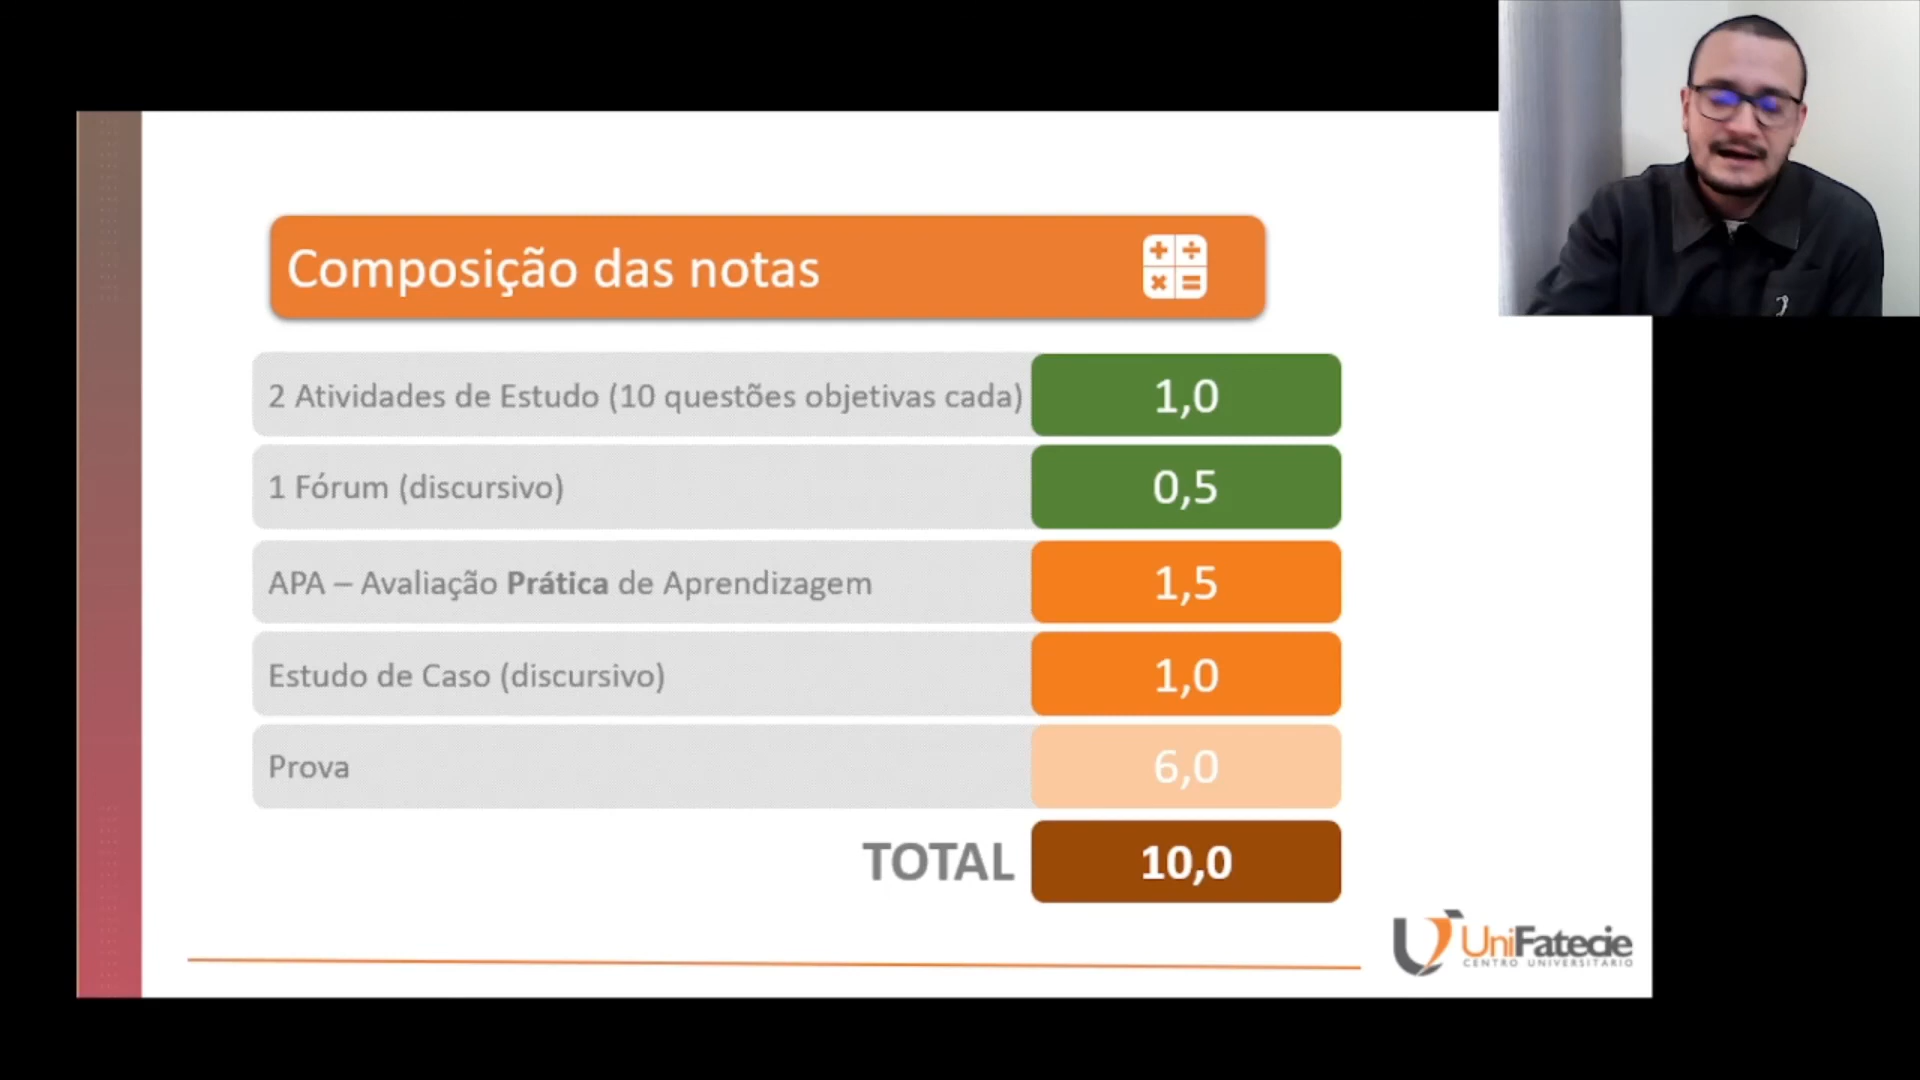 Composição das notas
2 Atividades de Estudo (10 questões objetivas cada) 1,0
1 Fórum (discursivo) 0,5
APA – Avaliação Prática de Aprendizagem 1,5
Estudo de Caso (discursivo) 1,0
Prova 6,0
TOTAL 10,0
UniFatecie
CENTRO UNIVERSITÁRIO